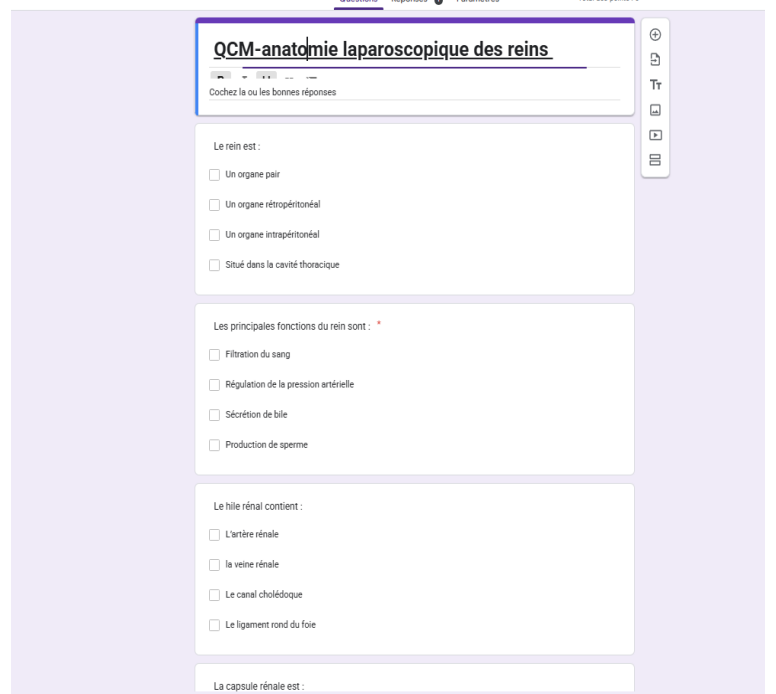 Questions Réponses Paramètres
QCM-anatomie laparoscopique des reins
Cochez la ou les bonnes réponses
Le rein est :
Un organe pair
Un organe rétropéritonéal
Un organe intrapéritonéal
Situé dans la cavité thoracique
Les principales fonctions du rein sont : *
Filtration du sang
Régulation de la pression artérielle
Sécrétion de bile
Production de sperme
Le hile rénal contient :
L'artère rénale
la veine rénale
Le canal cholédoque
Le ligament rond du foie
La capsule rénale est :